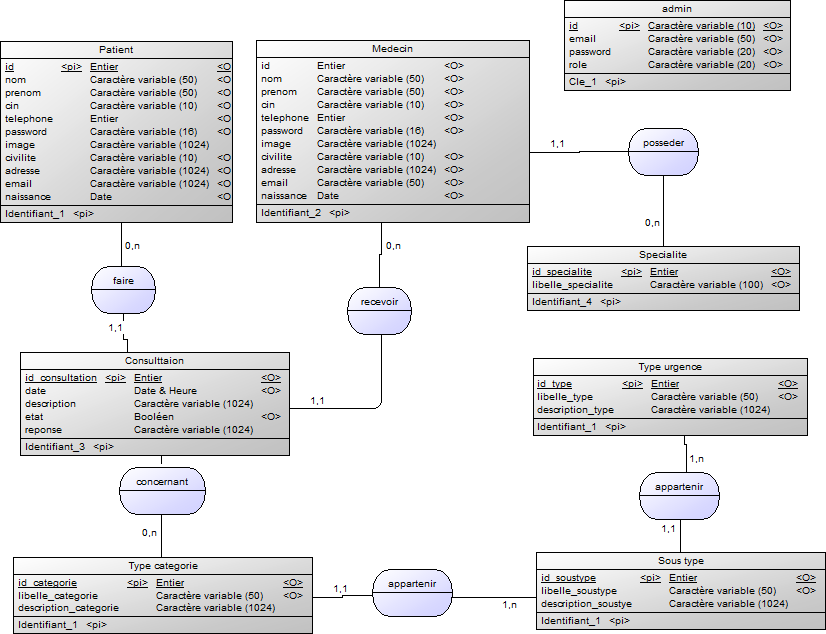 admin
id <pi> Caractère variable (10) <O>
email Caractère variable (50) <O>
password Caractère variable (20) <O>
role Caractère variable (20) <O>
Cle_1 <pi>
Patient
id <pi> Entier <O
nom Caractère variable (50) <O
prenom Caractère variable (50) <O
cin Caractère variable (10) <O
telephone Entier <O
password Caractère variable (16) <O
image Caractère variable (1024)
civilite Caractère variable (10) <O
adresse Caractère variable (1024) <O
email Caractère variable (1024) <O
naissance Date <O
Identifiant_1 <pi>
Medecin
id Entier <O>
nom Caractère variable (50) <O>
prenom Caractère variable (50) <O>
cin Caractère variable (10) <O>
telephone Entier <O>
password Caractère variable (16) <O>
image Caractère variable (1024)
civilite Caractère variable (10) <O>
adresse Caractère variable (1024) <O>
email Caractère variable (50) <O>
naissance Date <O>
Identifiant_2 <pi>
1,1
posseder
0,n
Specialite
id_specialite <pi> Entier <O>
libelle_specialite Caractère variable (100) <O>
Identifiant_4 <pi>
0,n
faire
1,1
0,n
recevoir
1,1
Consulttaion
id_consultation <pi> Entier <O>
date Date & Heure <O>
description Caractère variable (1024)
etat Booléen <O>
reponse Caractère variable (1024)
Identifiant_3 <pi>
Type urgence
id_type <pi> Entier <O>
libelle_type Caractère variable (50) <O>
description_type Caractère variable (1024)
Identifiant_1 <pi>
1,n
appartenir
1,1
concernant
0,n
Type categorie
id_categorie <pi> Entier <O>
libelle_categorie Caractère variable (50) <O>
description_categorie Caractère variable (1024)
Identifiant_1 <pi>
1,1
appartenir
1,n
Sous type
id_soustype <pi> Entier <O>
libelle_soustype Caractère variable (50) <O>
description_soustye Caractère variable (1024)
Identifiant_1 <pi>